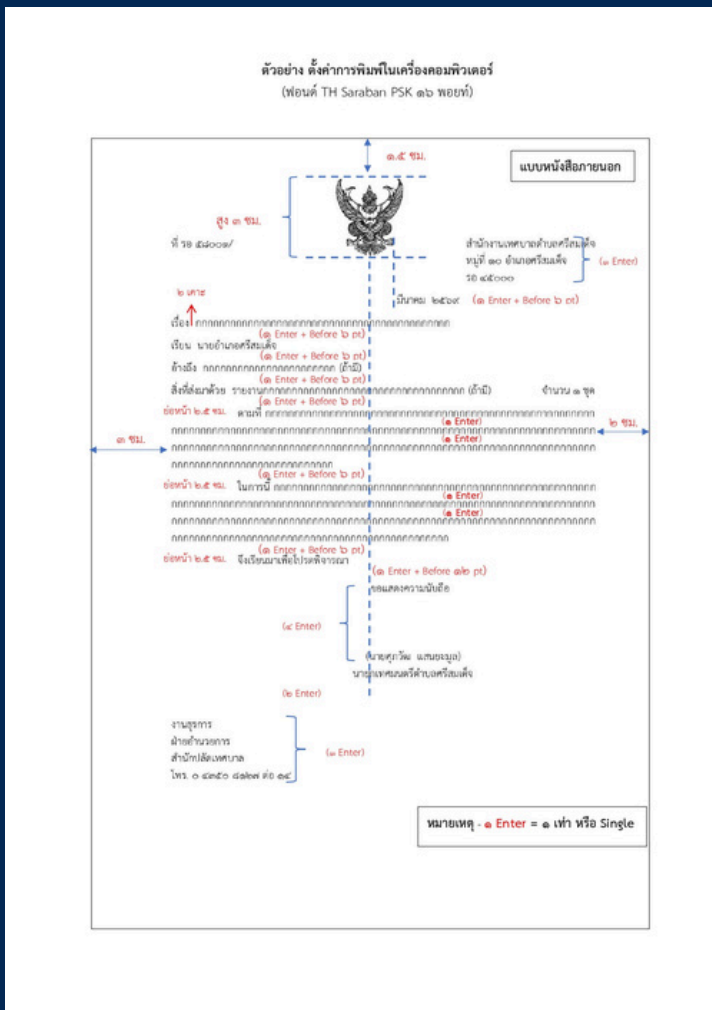 ตัวอย่าง ตั้งค่าการพิมพ์ในเครื่องคอมพิวเตอร์
(ฟอนต์ TH Saraban PSK ๑๖ พอยท์)
๑.๕ ซม.
แบบหนังสือภายนอก
สูง ๓ ซม.
ที่ รอ ๕๘๐๐๑/
สำนักงานเทศบาลตำบลศรีสมเด็จ
หมู่ที่ ๑๐ อำเภอศรีสมเด็จ
(๑ Enter)
รอ ๔๕๐๐๐
๒ เคาะ
มีนาคม ๒๕๖๙ (๑ Enter + Before ๖ pt)
เรื่อง
(๑ Enter + Before ๖ pt)
เรียน นายอำเภอศรีสมเด็จ
(๑ Enter + Before ๖ pt)
อ้างถึง (ถ้ามี)
(๑ Enter + Before ๖ pt)
สิ่งที่ส่งมาด้วย รายงาน (ถ้ามี) จำนวน ๑ ชุด
(๑ Enter + Before ๖ pt)
ย่อหน้า ๒.๕ ซม. ตามที่
(๑ Enter)
๒ ซม.
(๑ Enter)
๓ ซม.
(๑ Enter + Before ๖ pt)
ย่อหน้า ๒.๕ ซม. ในการนี้
(๑ Enter)
(๑ Enter)
(๑ Enter + Before ๖ pt)
ย่อหน้า ๒.๕ ซม. จึงเรียนมาเพื่อโปรดพิจารณา
(๑ Enter + Before ๑๒ pt)
ขอแสดงความนับถือ
(๔ Enter)
(นายศุภวัฒ แสนยะมูล)
นายกเทศมนตรีตำบลศรีสมเด็จ
(๒ Enter)
งานธุรการ
ฝ่ายอำนวยการ
สำนักปลัดเทศบาล
(๑ Enter)
โทร. ๐ ๔๓๕๐ ๘๑๒๗ ต่อ ๑๔
หมายเหตุ - ๑ Enter = ๑ เท่า หรือ Single